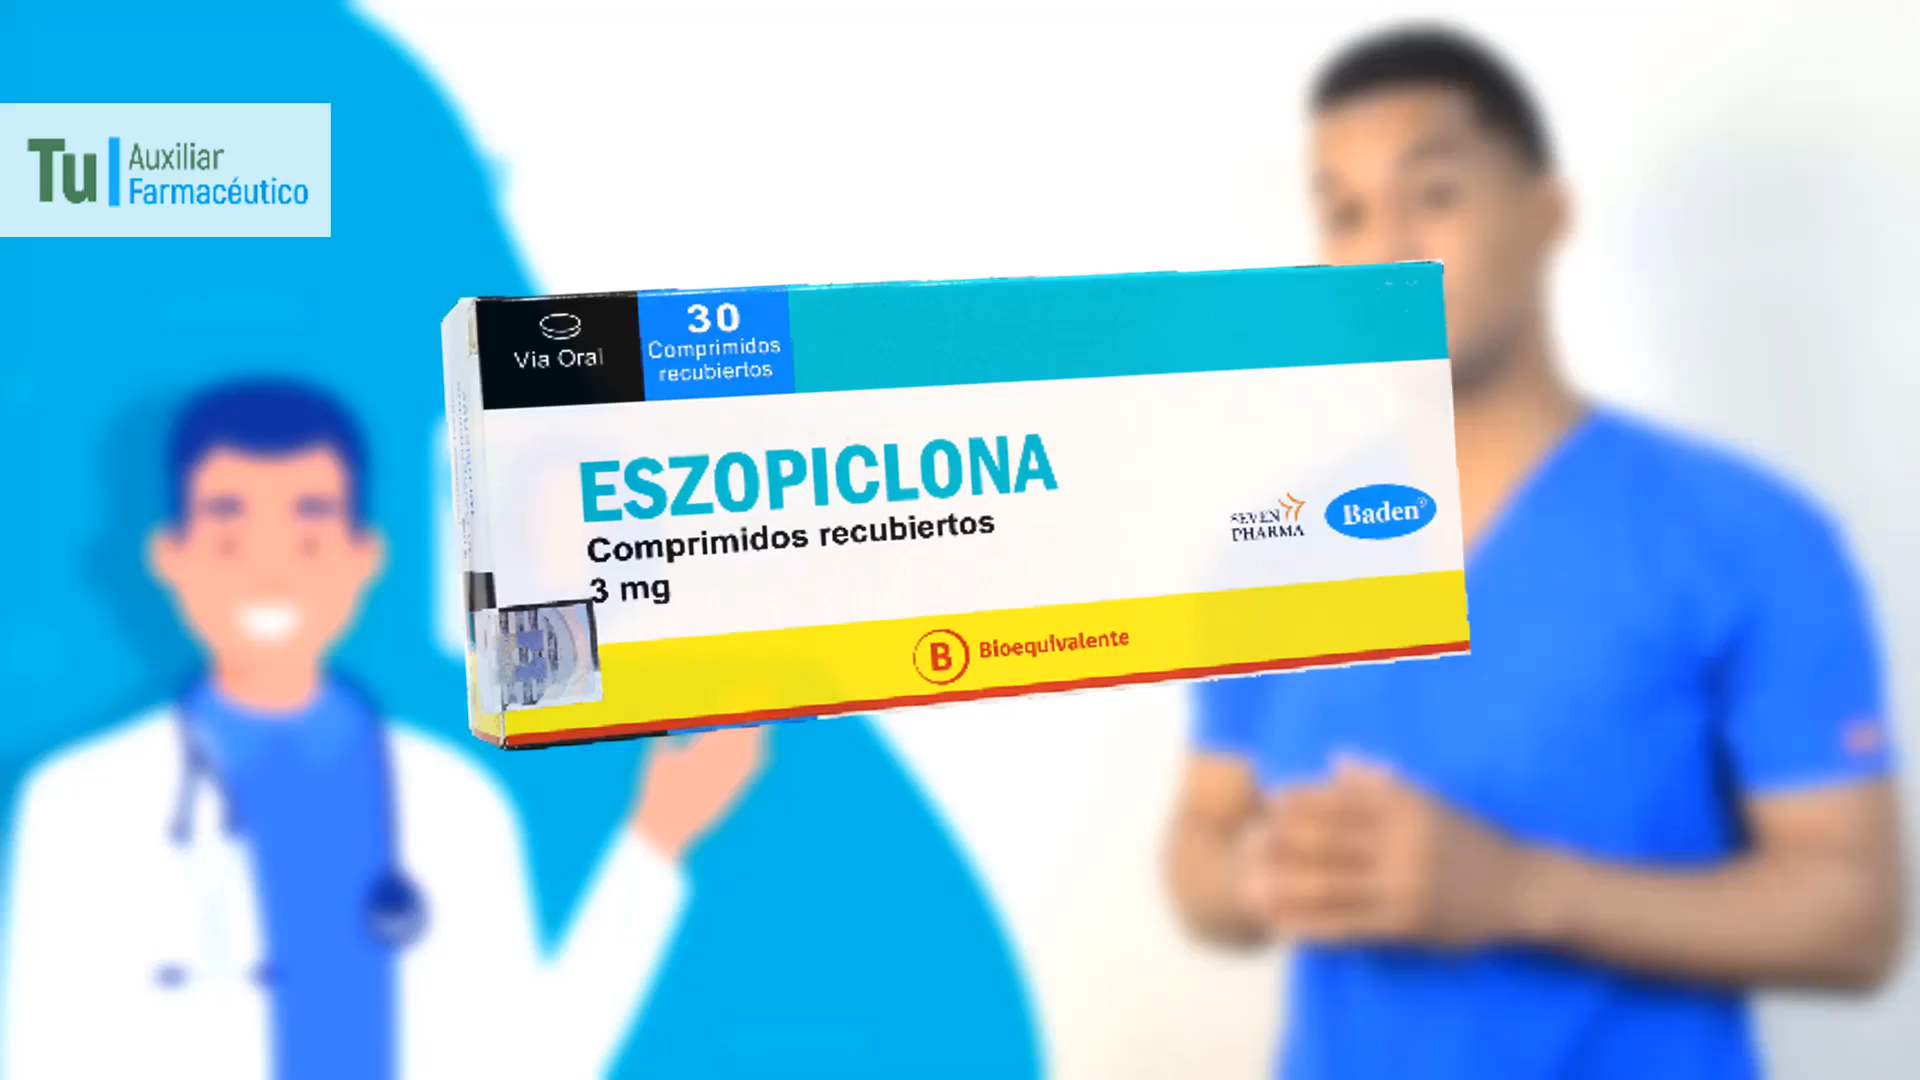 Tu Auxiliar
Farmacéutico
Via Oral
30
Comprimidos
recubiertos
ESZOPICLONA
Comprimidos recubiertos
3 mg
SEVEN
PHARMA
Baden®
B Bioequivalente